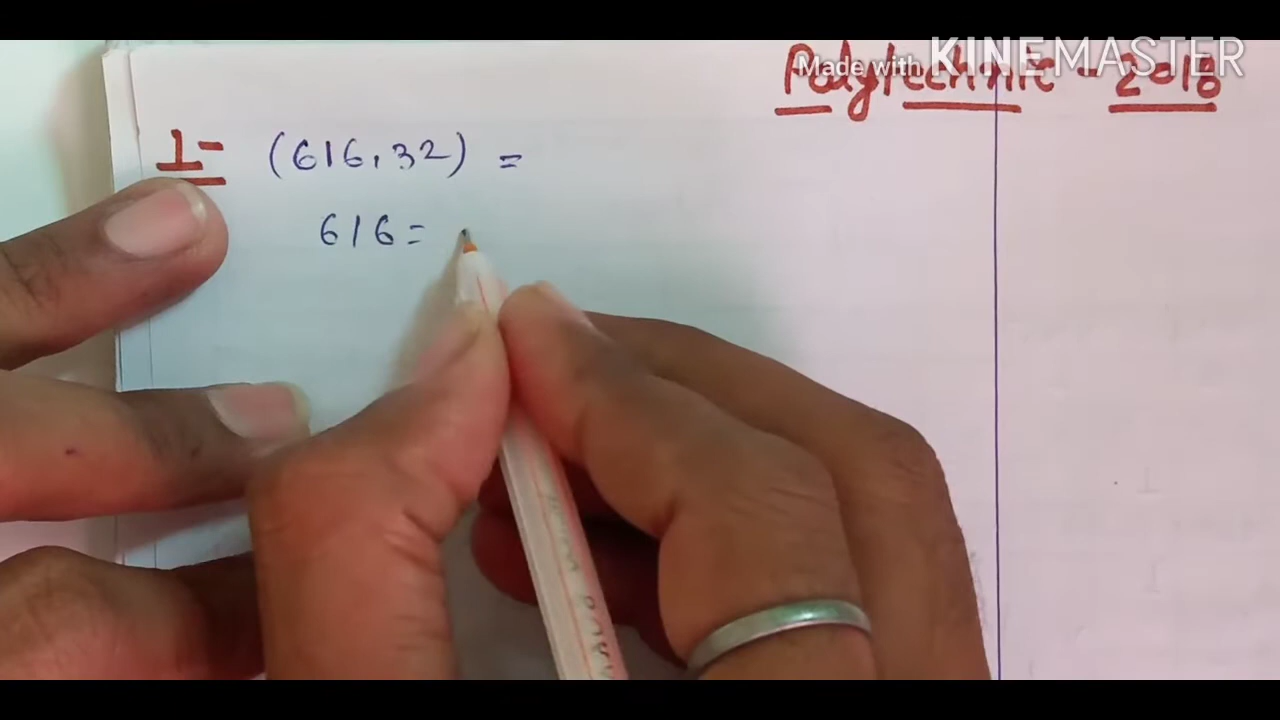 Made with KINEMASTER
Polytechnic - 2018
1- (616, 32) =
616 =